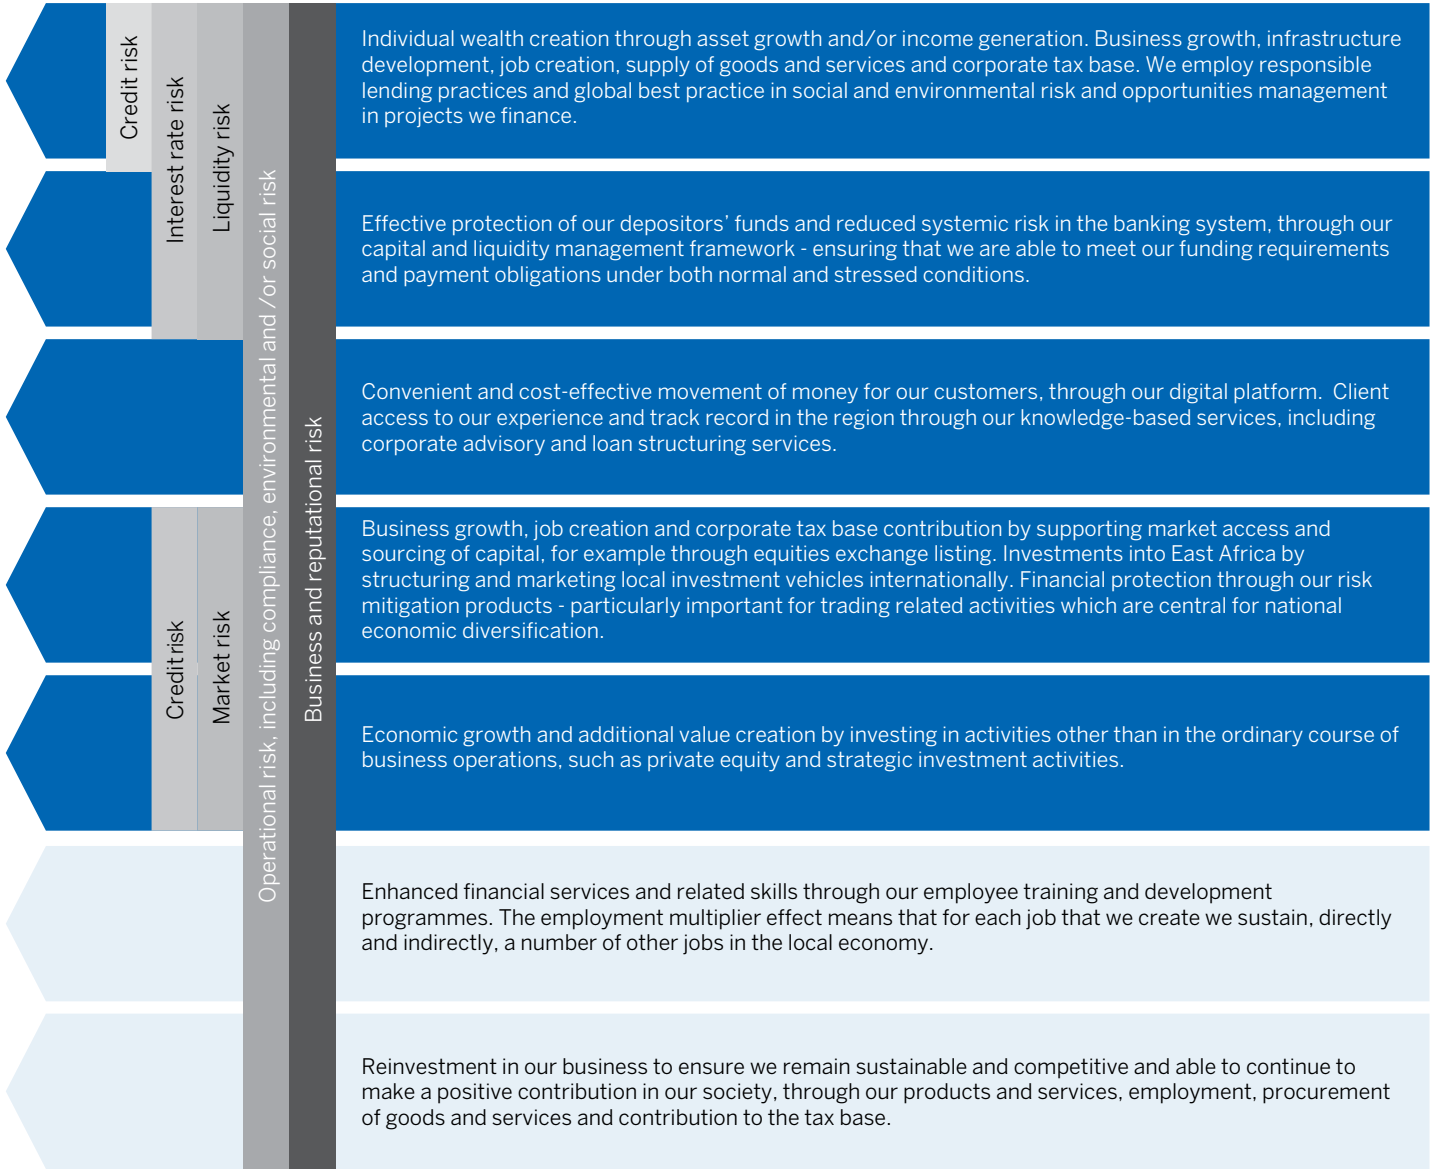 Credit risk
Interest rate risk
Liquidity risk
Operational risk, including compliance, environmental and /or social risk
Business and reputational risk
Credit risk
Market risk
Individual wealth creation through asset growth and/or income generation. Business growth, infrastructure
development, job creation, supply of goods and services and corporate tax base. We employ responsible
lending practices and global best practice in social and environmental risk and opportunities management
in projects we finance.
Effective protection of our depositors’ funds and reduced systemic risk in the banking system, through our
capital and liquidity management framework - ensuring that we are able to meet our funding requirements
and payment obligations under both normal and stressed conditions.
Convenient and cost-effective movement of money for our customers, through our digital platform.  Client
access to our experience and track record in the region through our knowledge-based services, including
corporate advisory and loan structuring services.
Business growth, job creation and corporate tax base contribution by supporting market access and
sourcing of capital, for example through equities exchange listing. Investments into East Africa by
structuring and marketing local investment vehicles internationally. Financial protection through our risk
mitigation products - particularly important for trading related activities which are central for national
economic diversification.
Economic growth and additional value creation by investing in activities other than in the ordinary course of
business operations, such as private equity and strategic investment activities.
Enhanced financial services and related skills through our employee training and development
programmes. The employment multiplier effect means that for each job that we create we sustain, directly
and indirectly, a number of other jobs in the local economy.
Reinvestment in our business to ensure we remain sustainable and competitive and able to continue to
make a positive contribution in our society, through our products and services, employment, procurement
of goods and services and contribution to the tax base.